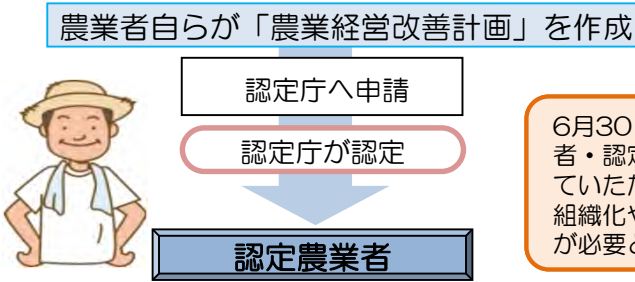 農業者自らが「農業経営改善計画」を作成
認定庁へ申請
認定庁が認定
認定農業者
6月30
者・認定
ていただ
組織化や
が必要と